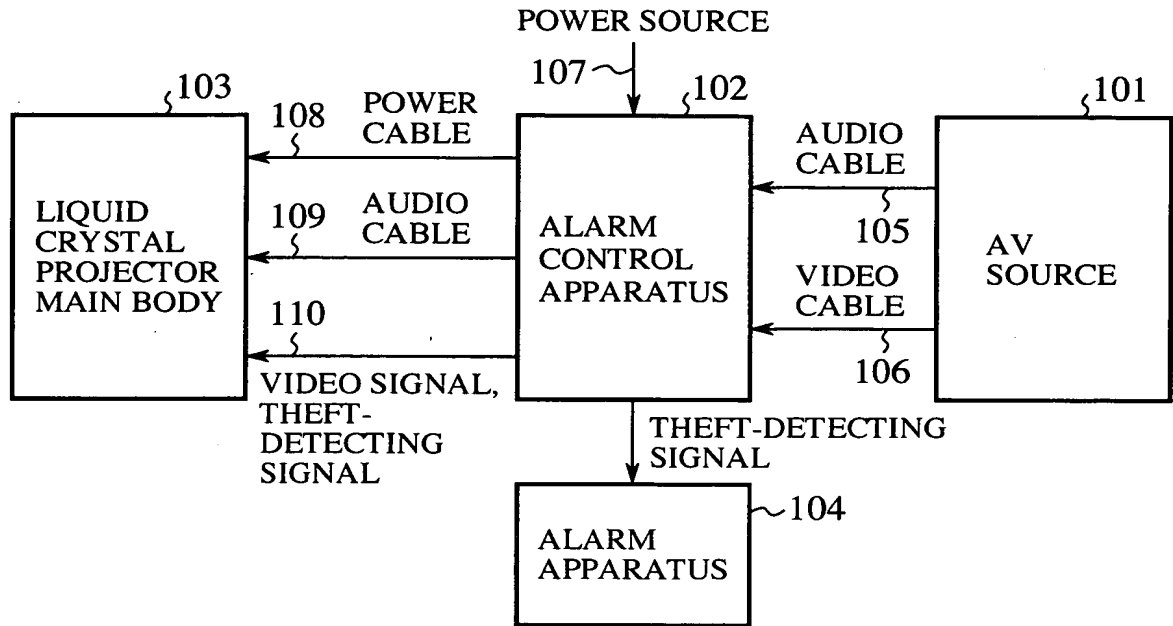 POWER SOURCE
107
103
102
101
108
POWER
CABLE
AUDIO
CABLE
105
109
AUDIO
CABLE
LIQUID
CRYSTAL
PROJECTOR
MAIN BODY
ALARM
CONTROL
APPARATUS
AV
SOURCE
VIDEO
CABLE
106
110
VIDEO SIGNAL,
THEFT-
DETECTING
SIGNAL
THEFT-DETECTING
SIGNAL
104
ALARM
APPARATUS